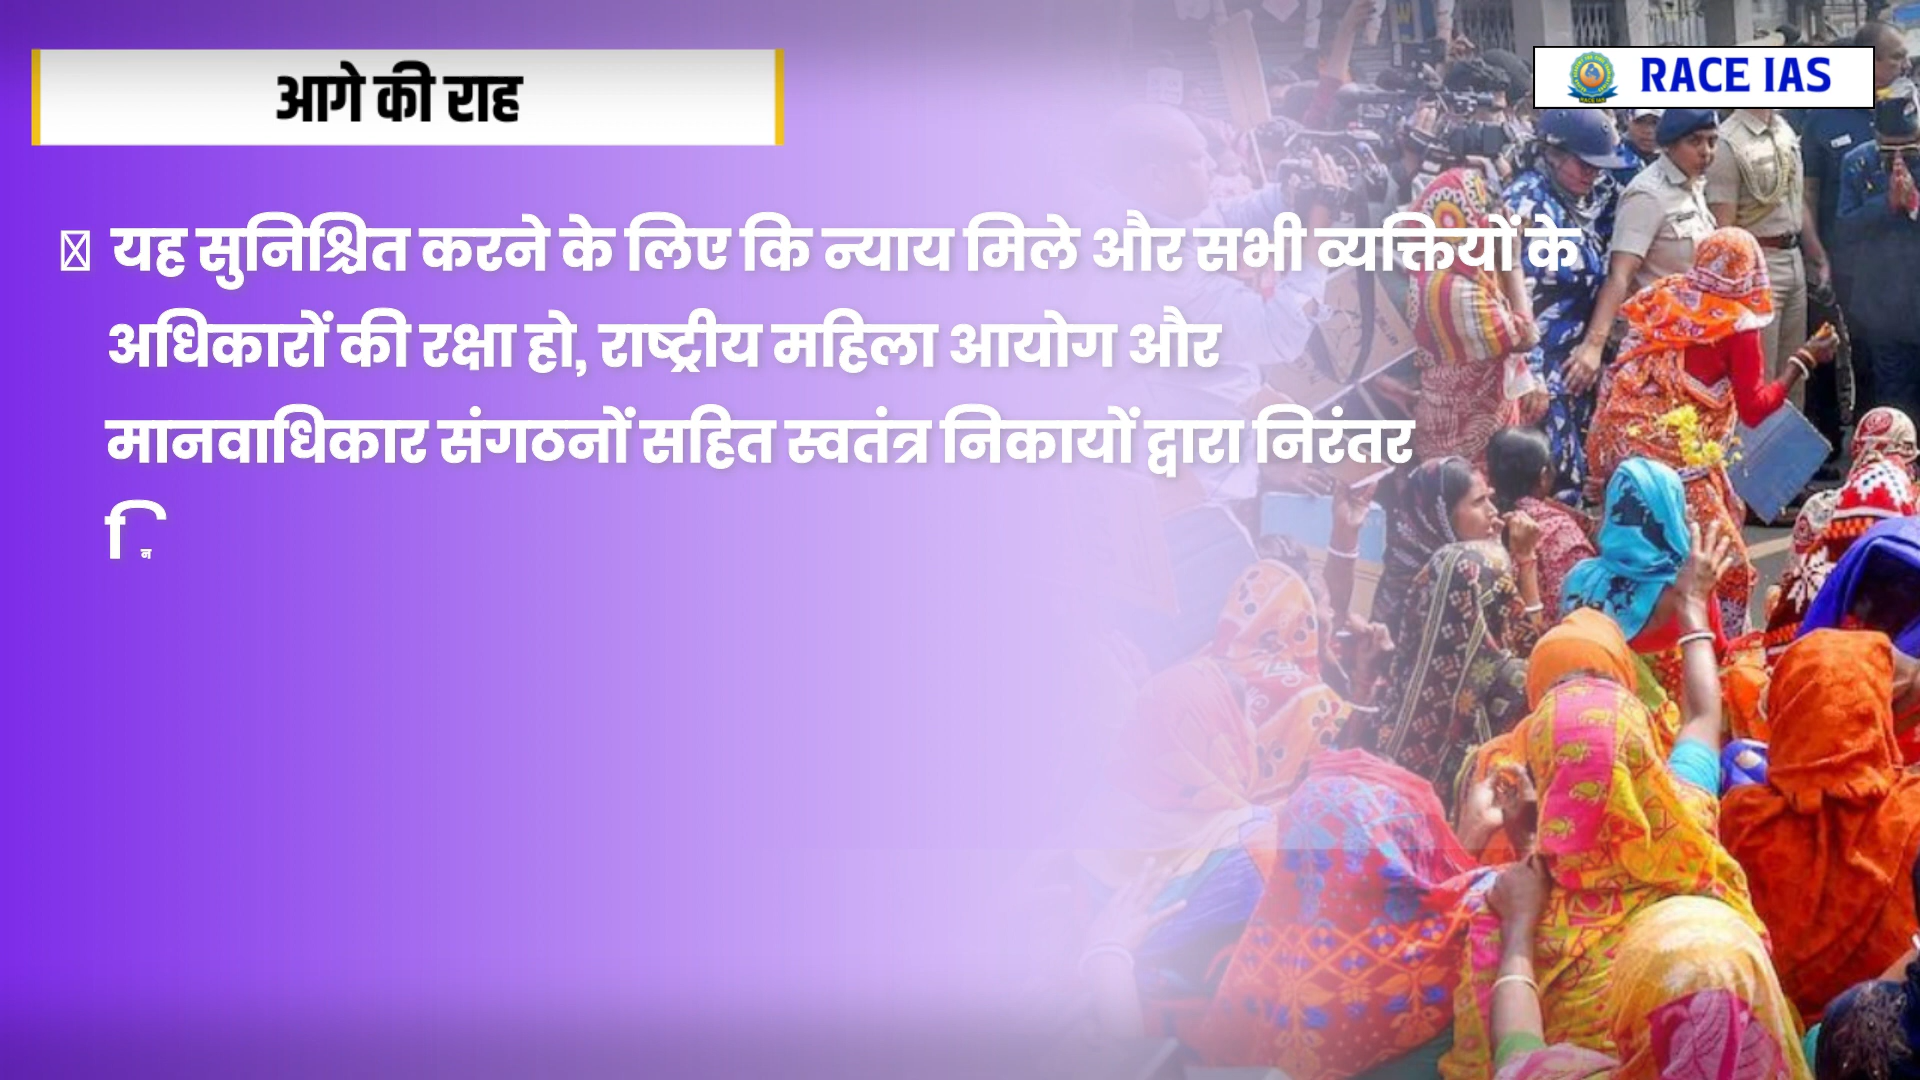 आगे की राह
RACE IAS
यह सुनिश्चित करने के लिए कि न्याय मिले और सभी व्यक्तियों के
अधिकारों की रक्षा हो, राष्ट्रीय महिला आयोग और
मानवाधिकार संगठनों सहित स्वतंत्र निकायों द्वारा निरंतर
नि